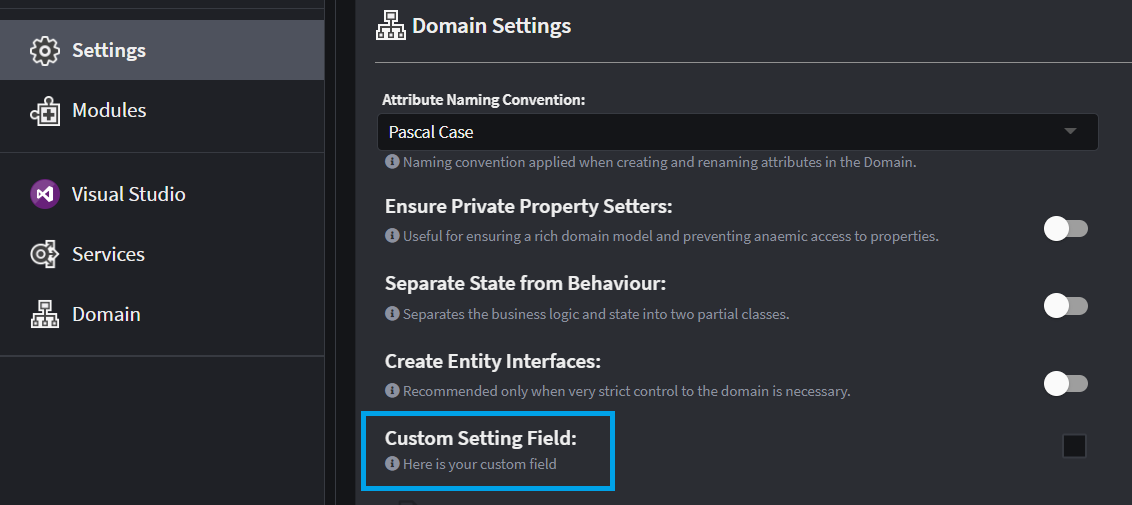 Settings
Modules
Visual Studio
Services
Domain
Domain Settings
Attribute Naming Convention:
Pascal Case
Naming convention applied when creating and renaming attributes in the Domain.
Ensure Private Property Setters:
Useful for ensuring a rich domain model and preventing anaemic access to properties.
Separate State from Behaviour:
Separates the business logic and state into two partial classes.
Create Entity Interfaces:
Recommended only when very strict control to the domain is necessary.
Custom Setting Field:
Here is your custom field